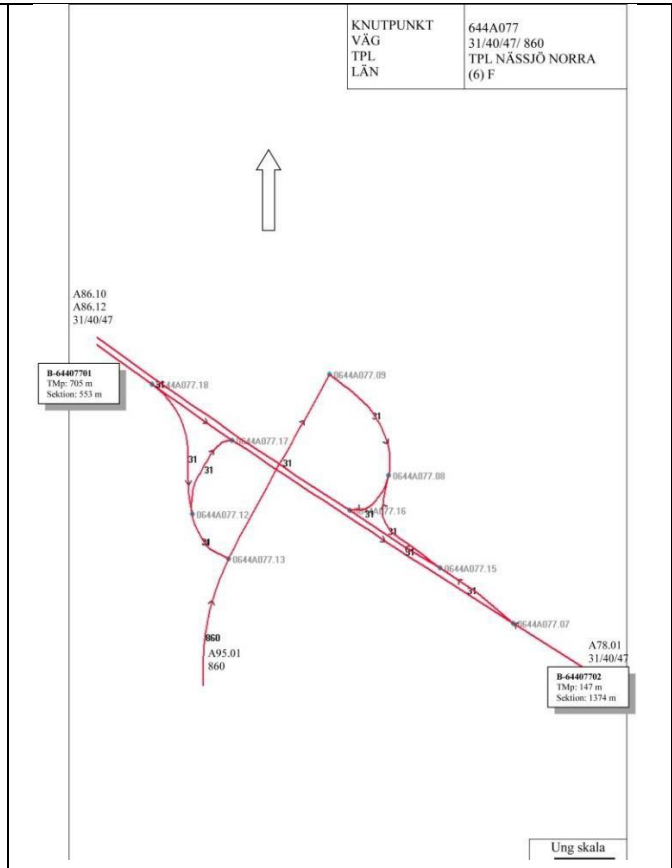 KNUTPUNKT 644A077
VÄG 31/40/47/ 860
TPL TPL NÄSSJÖ NORRA
LÄN (6) F
A86.10
A86.12
31/40/47
B-64407701
TMp: 705 m
Sektion: 553 m
31
0644A077.18
0644A077.09
31
0644A077.17
31
31
31
0644A077.08
0644A077.16
31
0644A077.12
31
31
0644A077.13
31
0644A077.15
31
0644A077.07
860
A95.01
860
A78.01
31/40/47
B-64407702
TMp: 147 m
Sektion: 1374 m
Ung skala